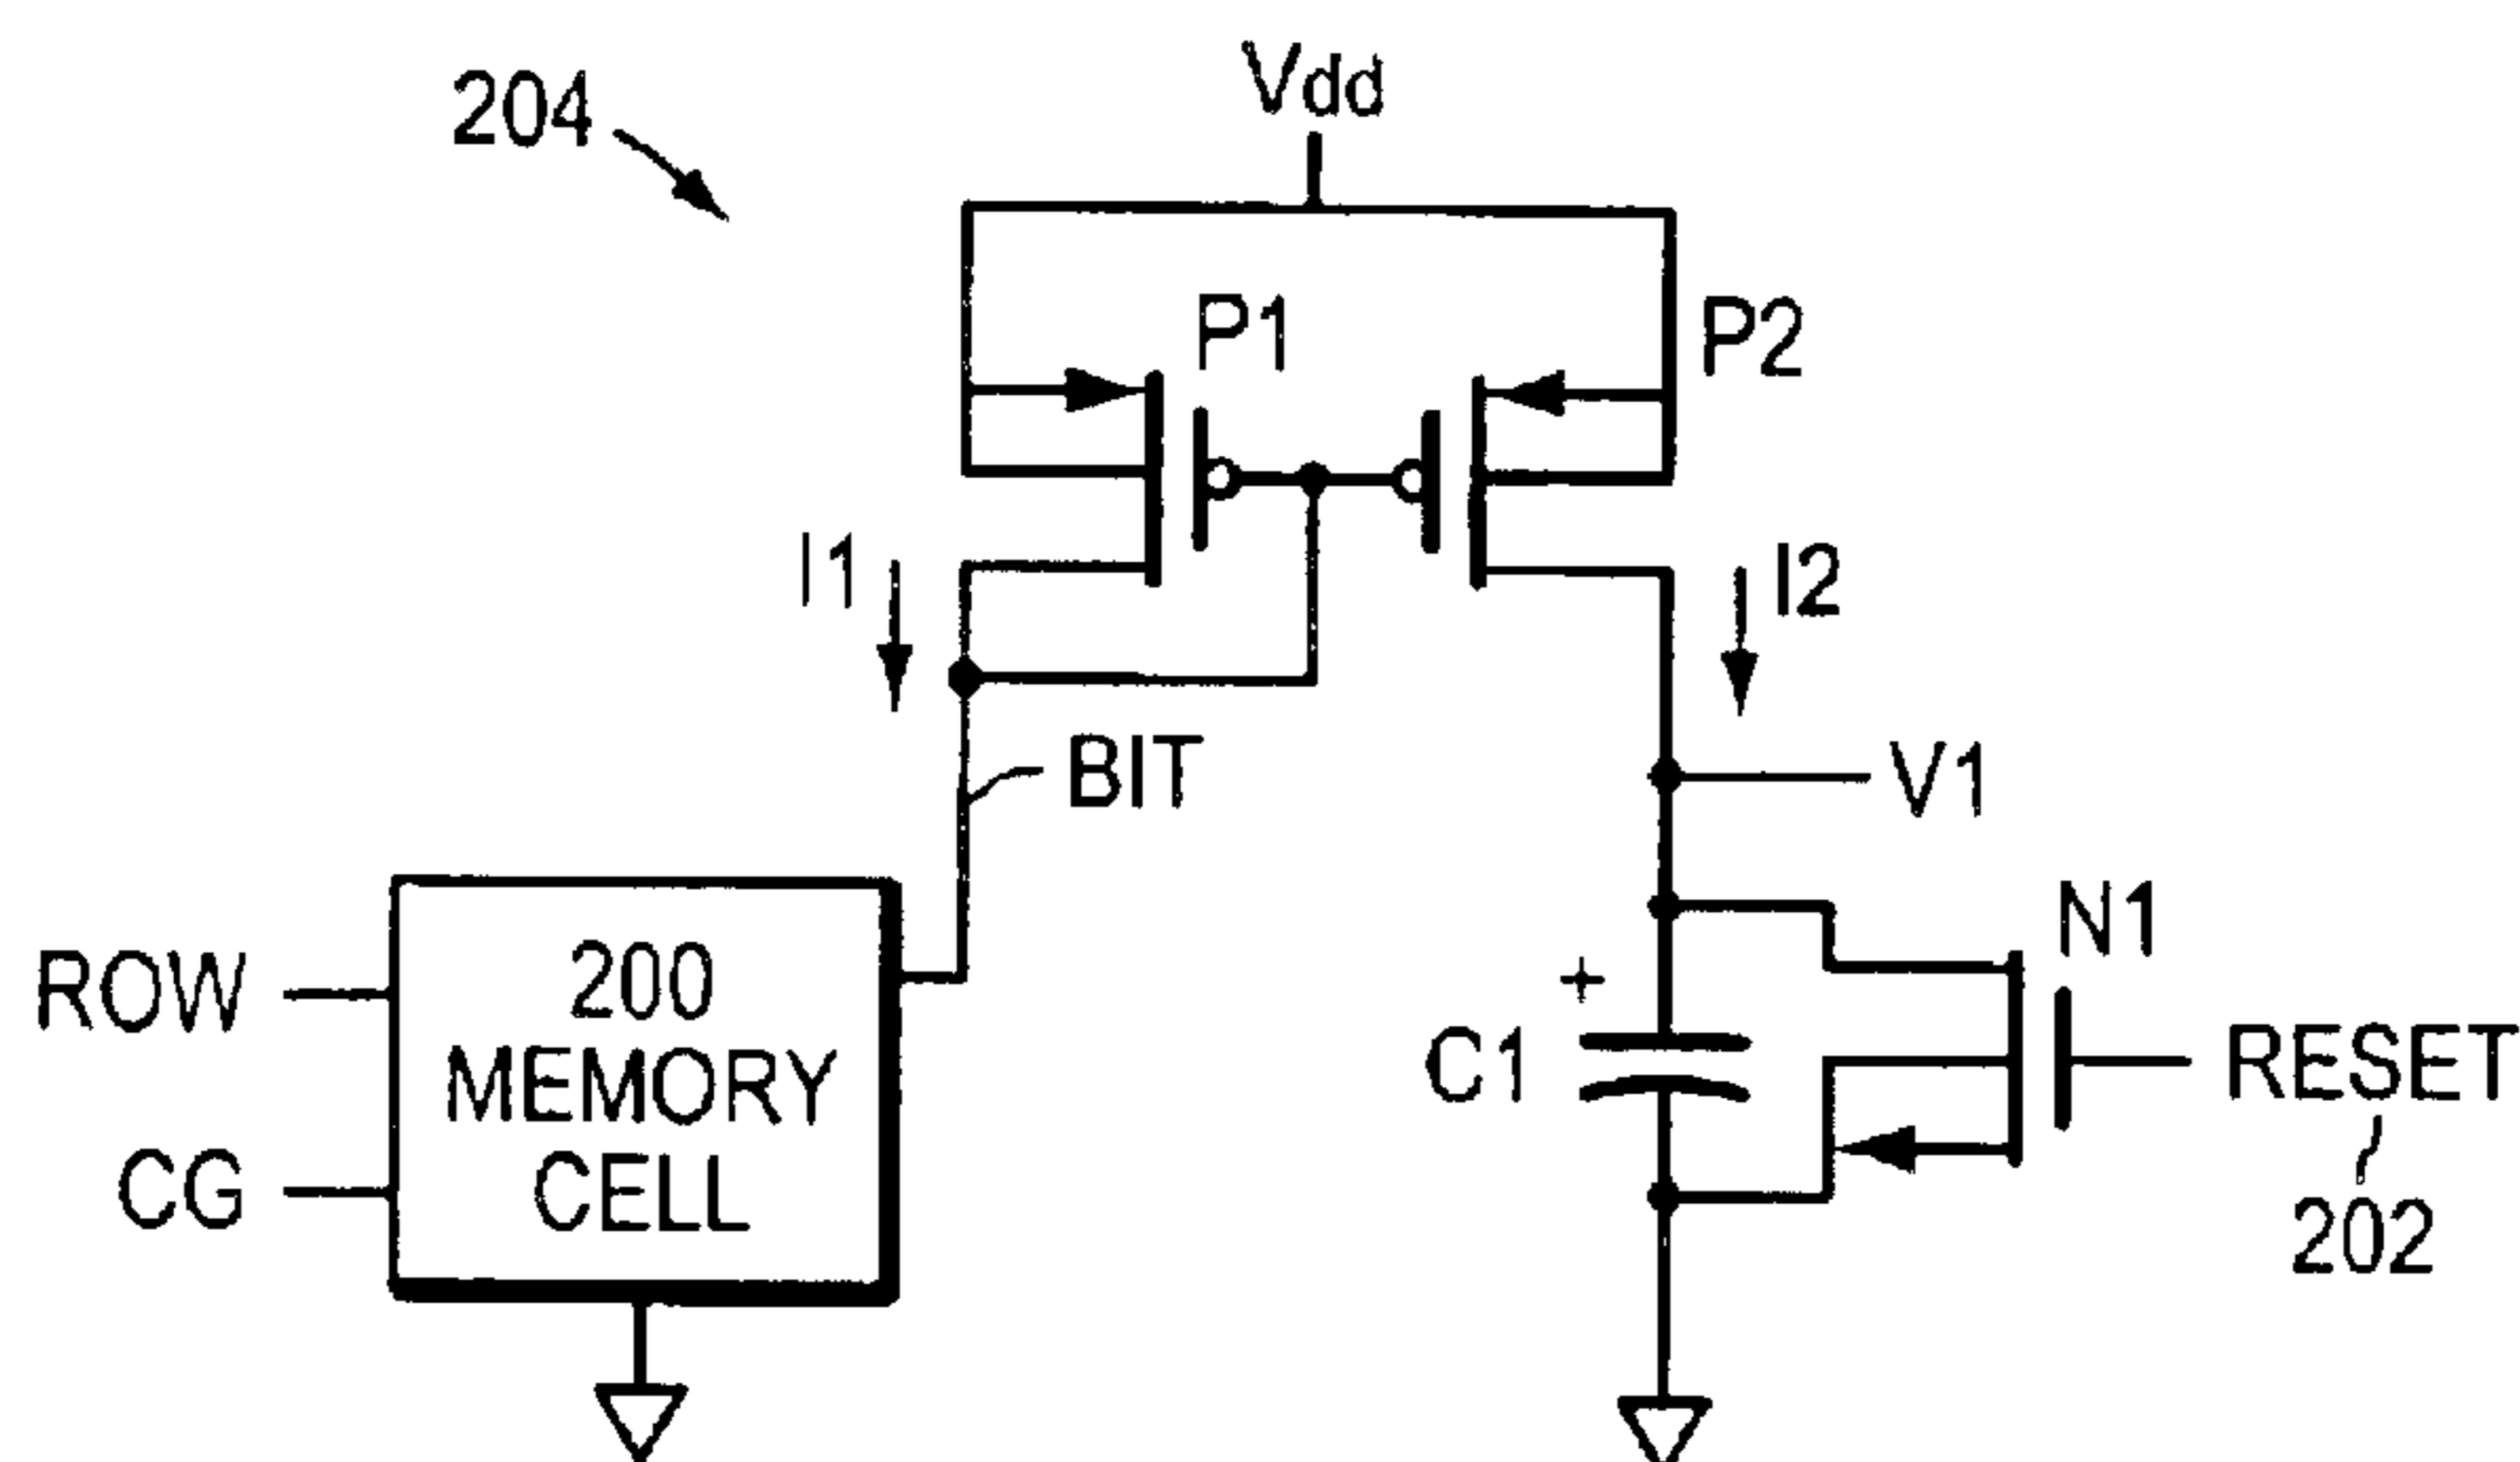 204
Vdd
P1
P2
I1
I2
BIT
V1
N1
ROW
200
MEMORY
CELL
+
C1
RESET
CG
202